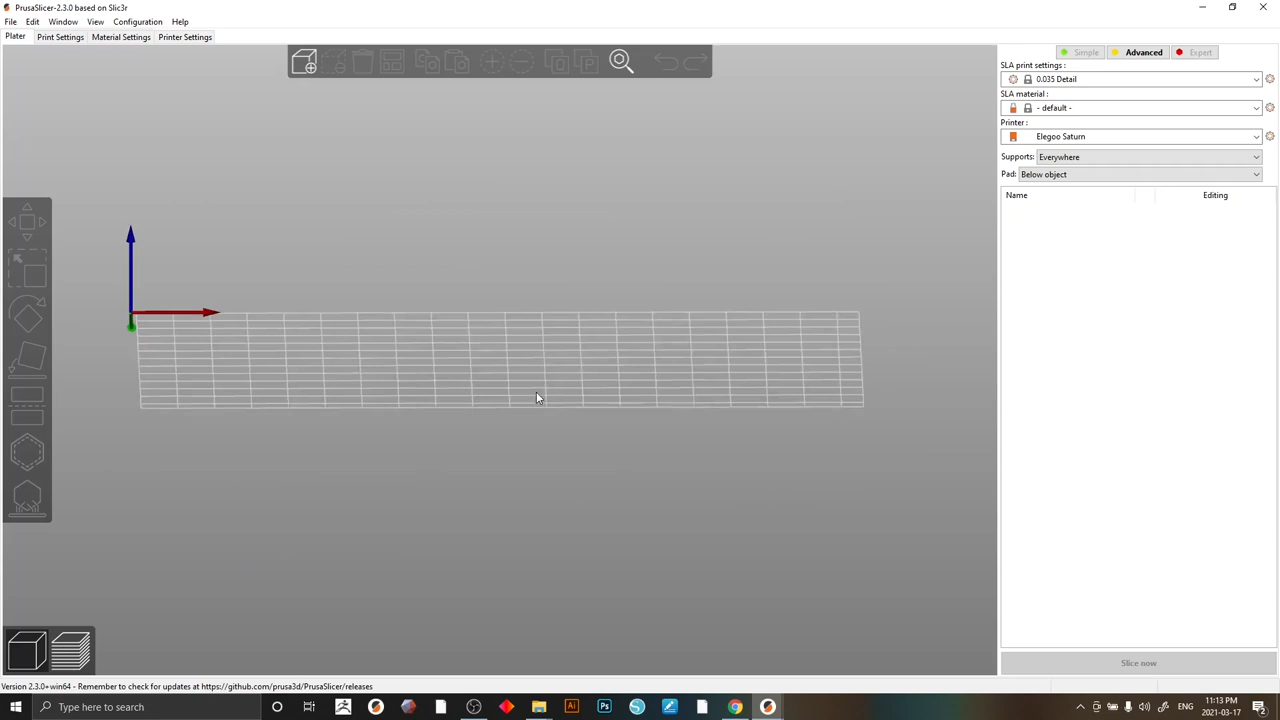 PrusaSlicer-2.3.0 based on Slic3r
File Edit Window View Configuration Help
Plater Print Settings Material Settings Printer Settings
Simple Advanced Expert
SLA print settings:
0.035 Detail
SLA material :
- default -
Printer :
Elegoo Saturn
Supports: Everywhere
Pad: Below object
Name Editing
P
Slice now
Version 2.3.0+win64 - Remember to check for updates at https://github.com/prusa3d/PrusaSlicer/releases
Type here to search
Ai
Ps
ENG
11:13 PM
2021-03-17